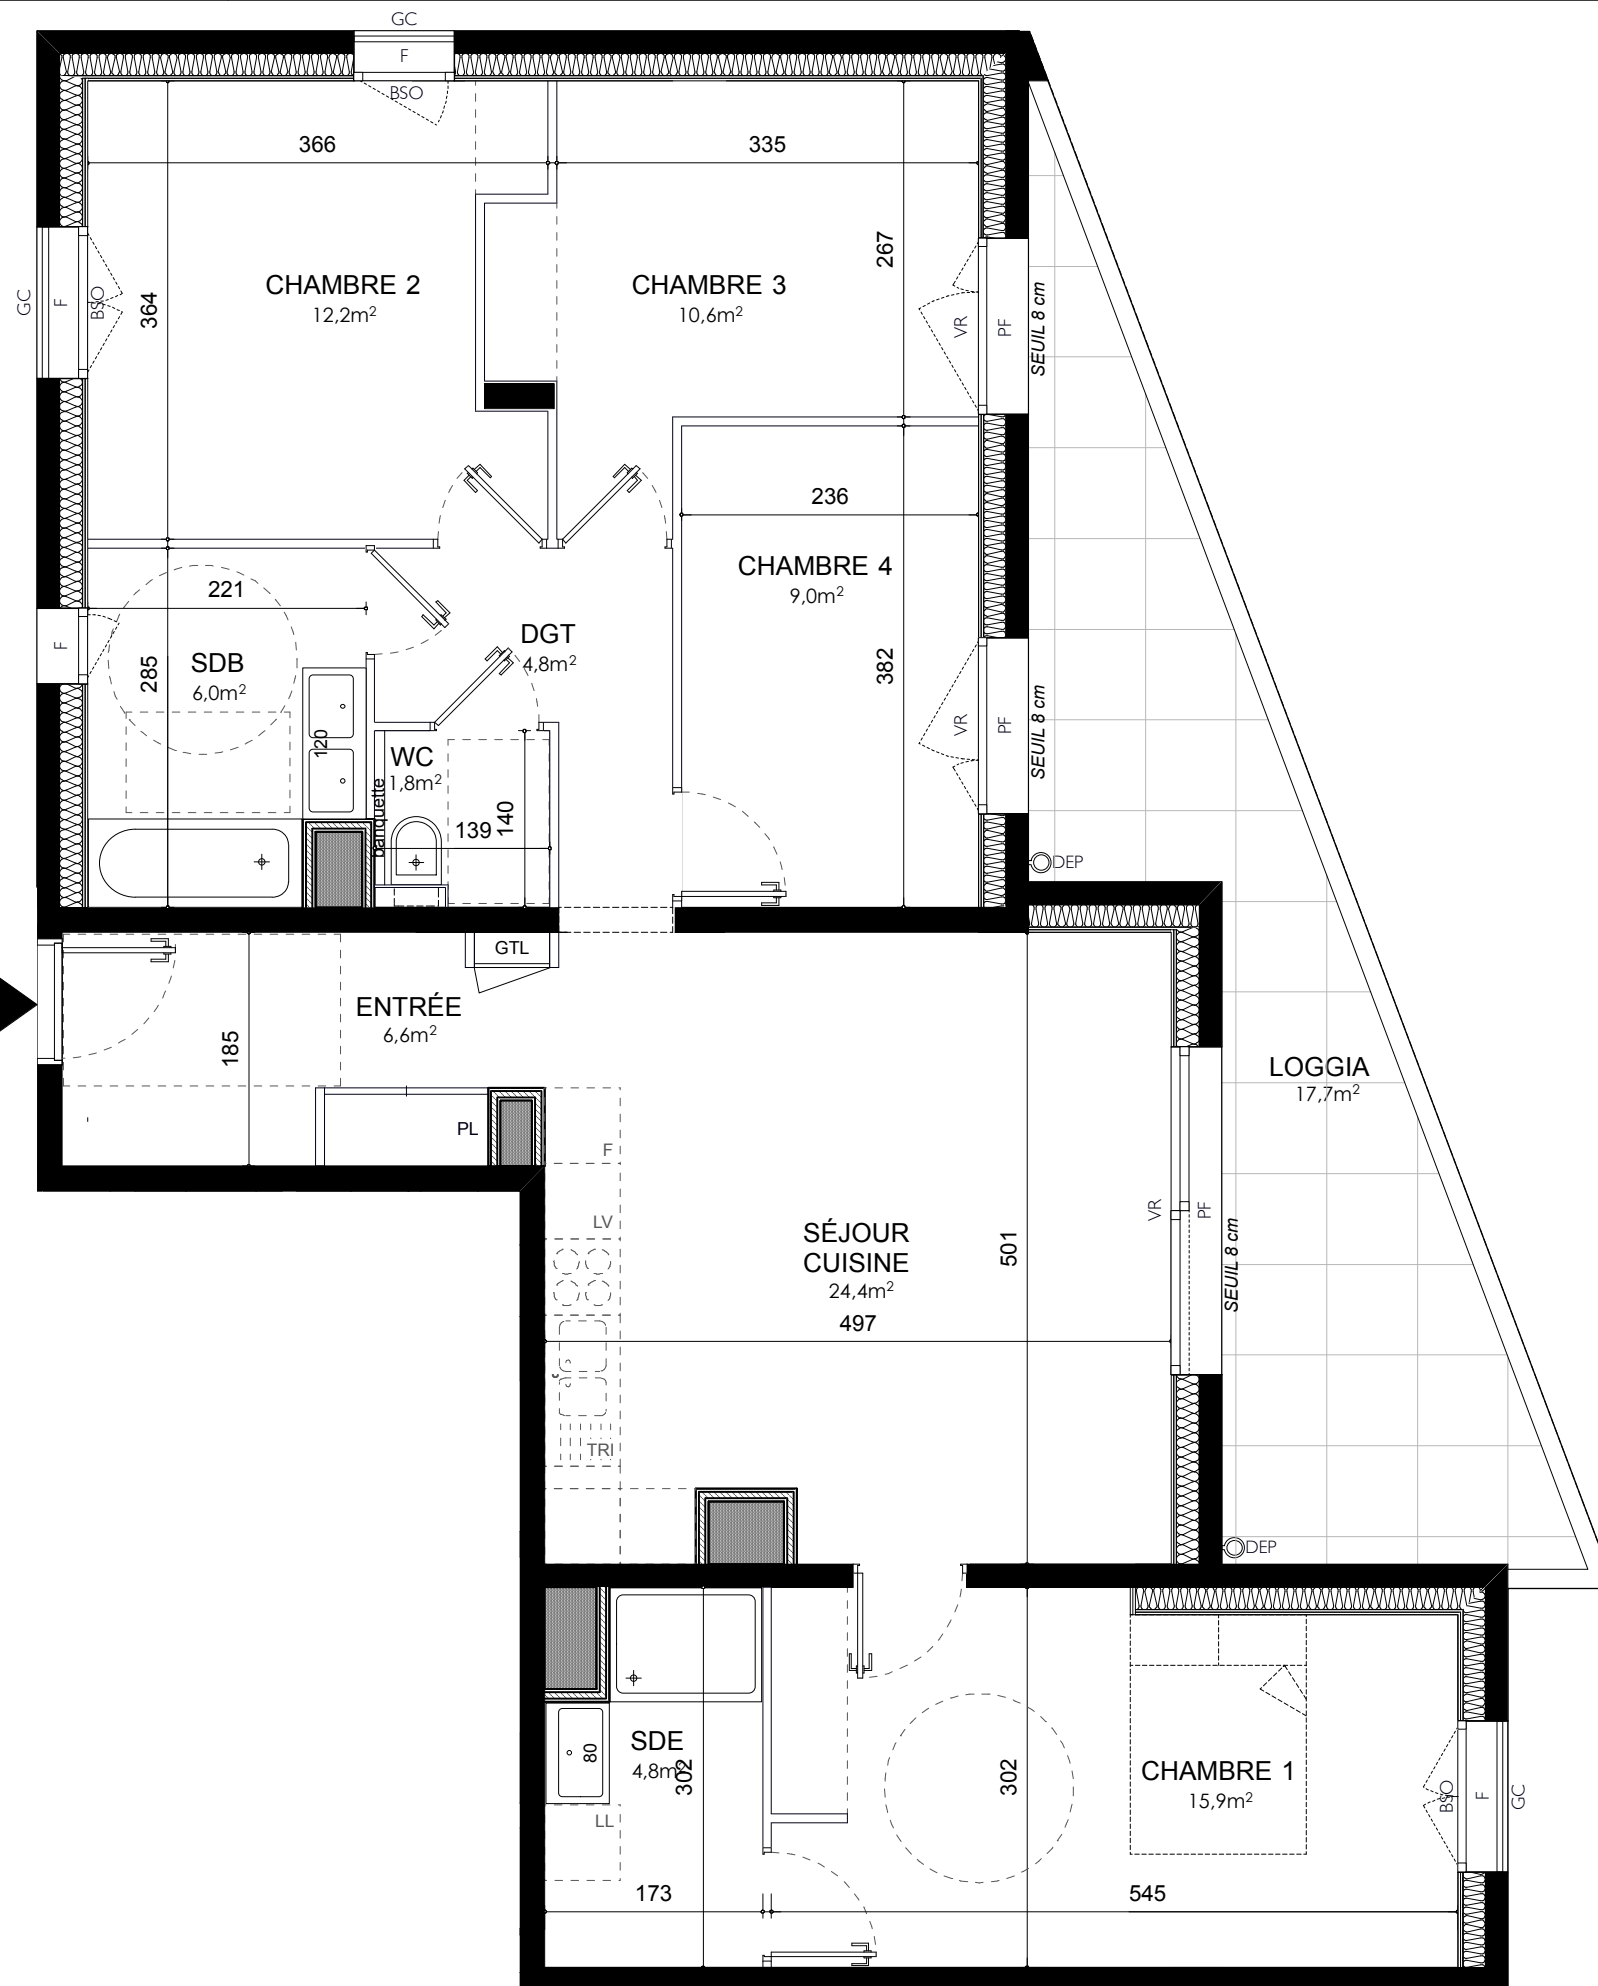 GC
F
BSO
366
335
CHAMBRE 2
12,2m²
364
GC
F
BSO
CHAMBRE 3
10,6m²
267
VR
PF
SEUIL 8 cm
236
CHAMBRE 4
9,0m²
382
VR
PF
SEUIL 8 cm
221
F
SDB
6,0m²
285
120
DGT
4,8m²
WC
1,8m²
banquette
139
140
DEP
GTL
ENTRÉE
6,6m²
185
PL
F
LV
TRI
SÉJOUR
CUISINE
24,4m²
497
501
VR
PF
SEUIL 8 cm
LOGGIA
17,7m²
DEP
SDE
4,8m²
302
80
LL
173
302
CHAMBRE 1
15,9m²
545
BSO
F
GC